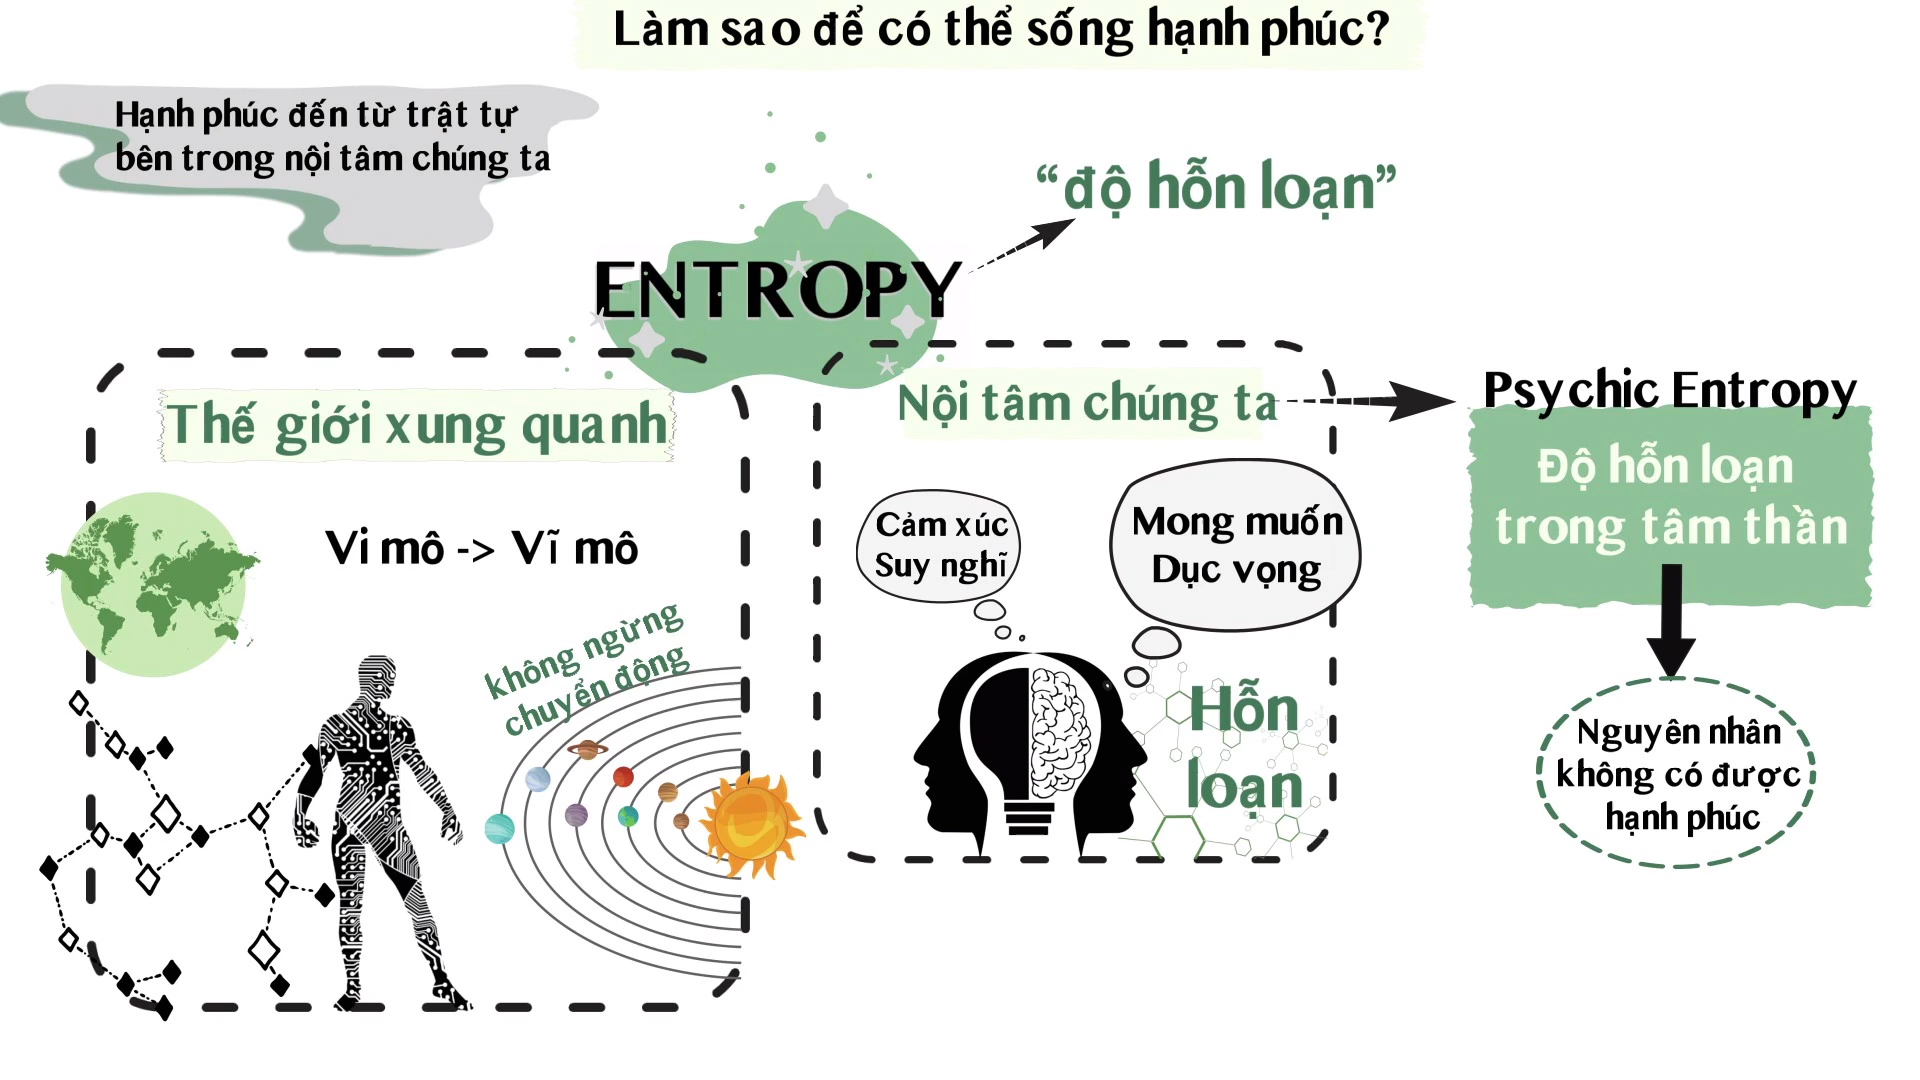 Làm sao để có thể sống hạnh phúc?
Hạnh phúc đến từ trật tự
bên trong nội tâm chúng ta
“độ hỗn loạn”
ENTROPY
Thế giới xung quanh
Vi mô -> Vĩ mô
không ngừng
chuyển động
Nội tâm chúng ta
Cảm xúc
Suy nghĩ
Mong muốn
Dục vọng
Hỗn
loạn
Psychic Entropy
Độ hỗn loạn
trong tâm thần
Nguyên nhân
không có được
hạnh phúc